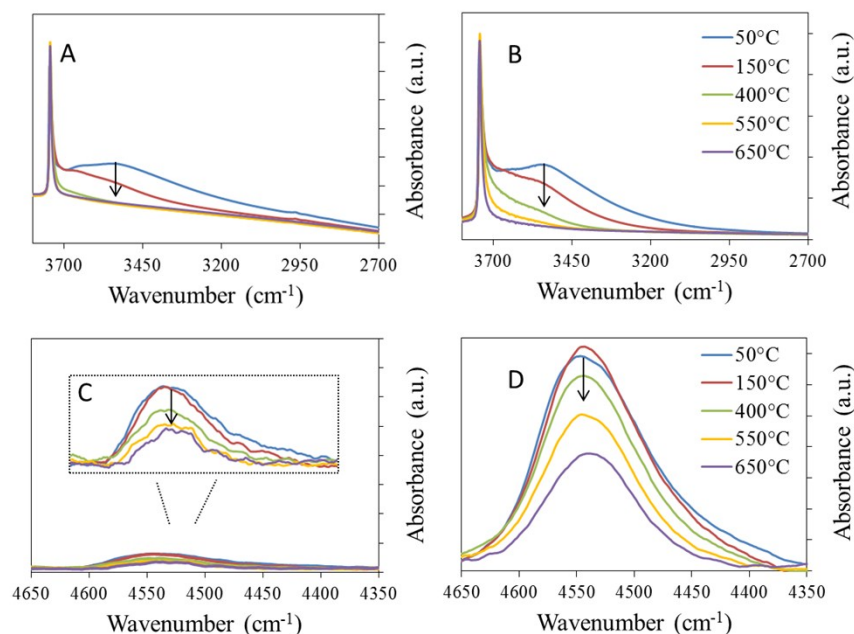 A
3700 3450 3200 2950 2700
Wavenumber (cm-1)
Absorbance (a.u.)
B
50°C
150°C
400°C
550°C
650°C
3700 3450 3200 2950 2700
Wavenumber (cm-1)
Absorbance (a.u.)
C
4650 4600 4550 4500 4450 4400 4350
Wavenumber (cm-1)
Absorbance (a.u.)
D
50°C
150°C
400°C
550°C
650°C
4650 4600 4550 4500 4450 4400 4350
Wavenumber (cm-1)
Absorbance (a.u.)